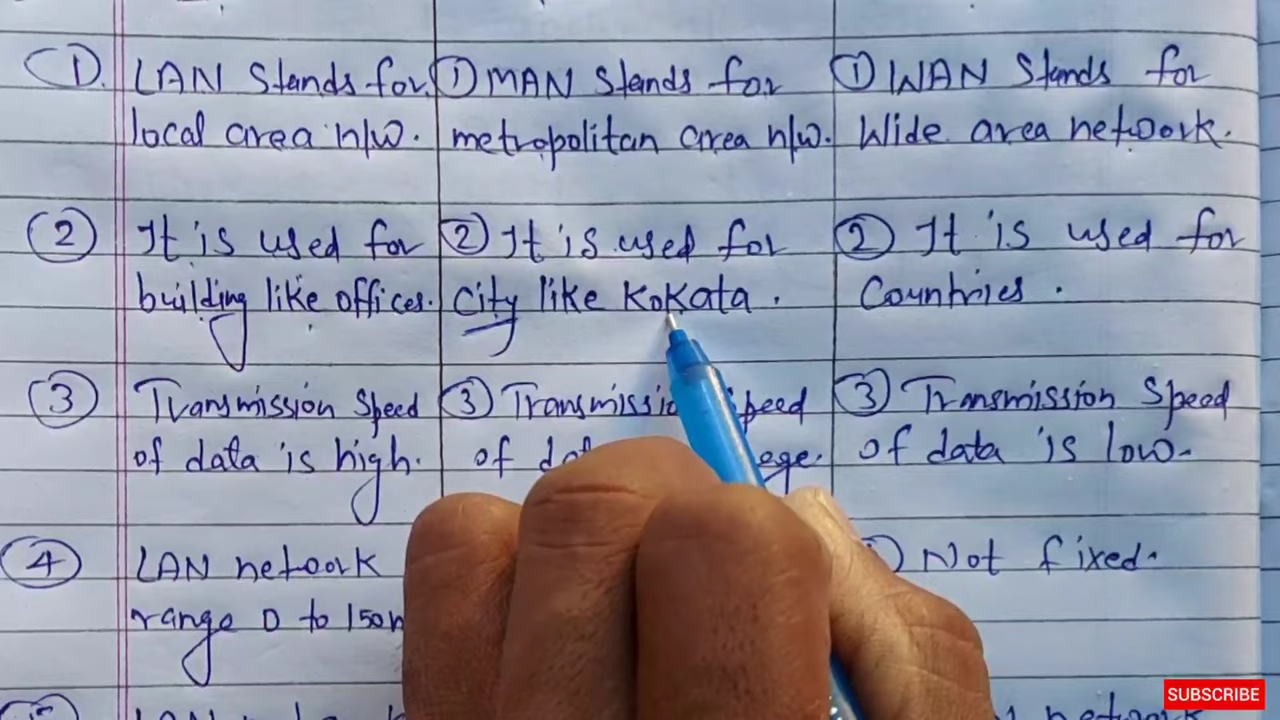 ① LAN Stands for
local area n/w.
① MAN Stands for
metropolitan area n/w.
① WAN Stands for
Wide area network.
② It is used for
building like offices.
② It is used for
City like KoKata.
② It is used for
Countries.
③ Transmission Speed
of data is high.
③ Speed
of
③ Transmission Speed
of data is low.
④ LAN network
range 0 to
Not fixed.
SUBSCRIBE